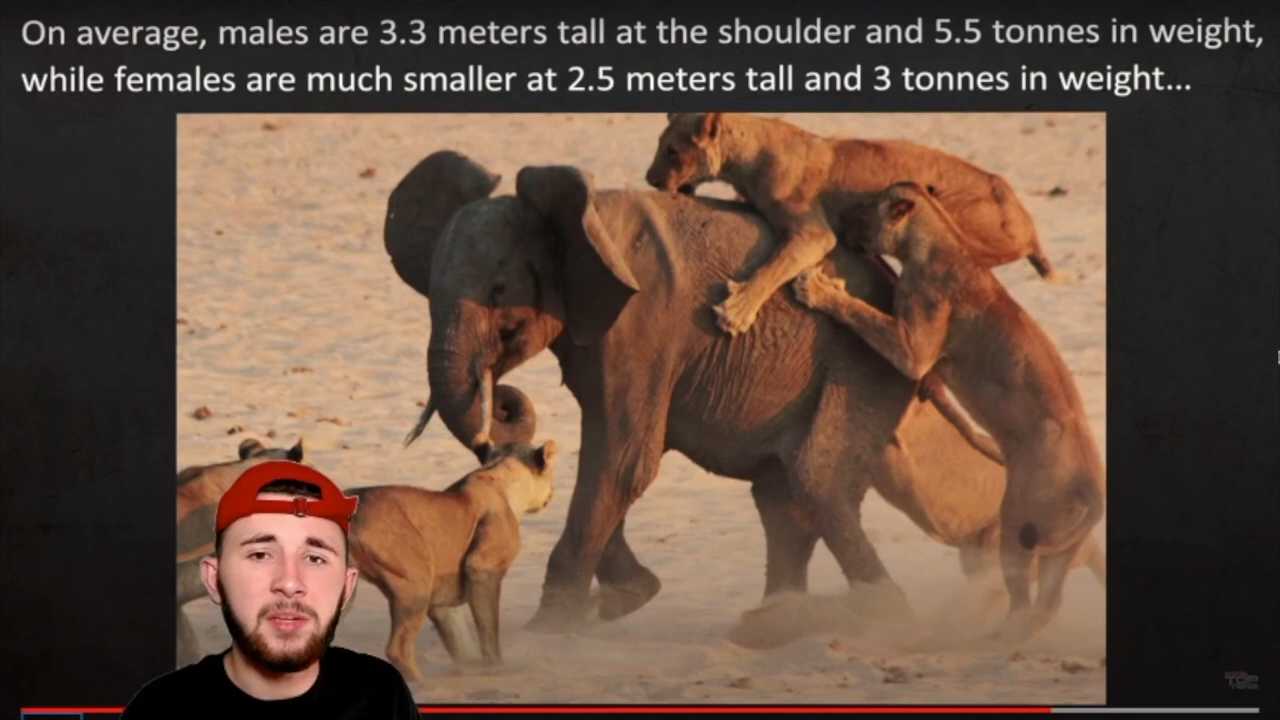 On average, males are 3.3 meters tall at the shoulder and 5.5 tonnes in weight,
while females are much smaller at 2.5 meters tall and 3 tonnes in weight...
TOP